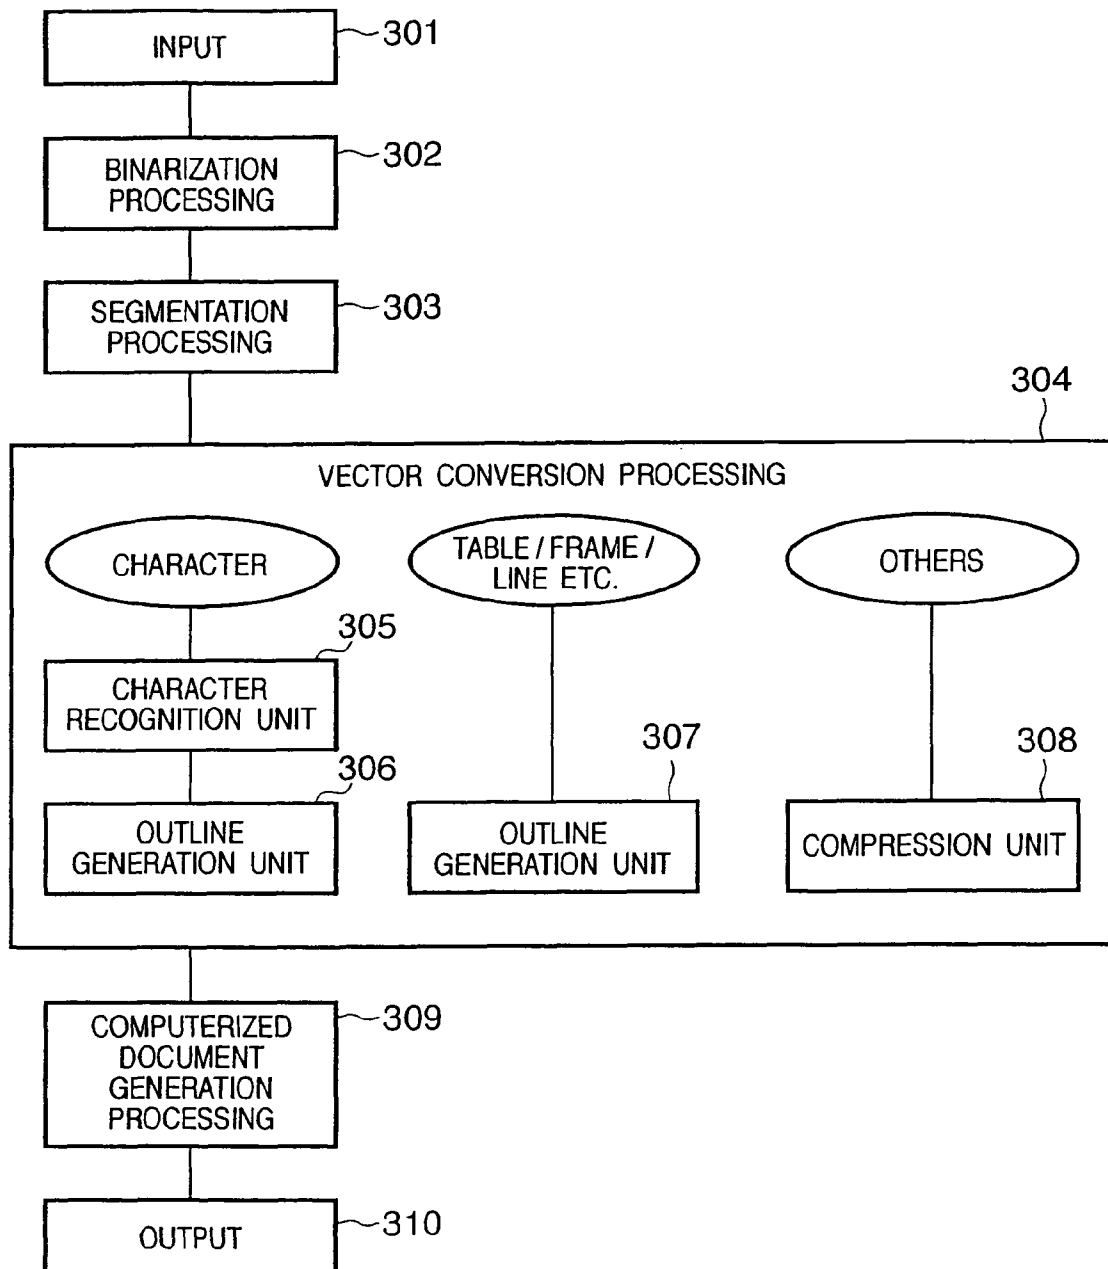 INPUT
301
BINARIZATION
PROCESSING
302
SEGMENTATION
PROCESSING
303
304
VECTOR CONVERSION PROCESSING
CHARACTER
TABLE / FRAME /
LINE ETC.
OTHERS
305
CHARACTER
RECOGNITION UNIT
306
OUTLINE
GENERATION UNIT
307
OUTLINE
GENERATION UNIT
308
COMPRESSION UNIT
COMPUTERIZED
DOCUMENT
GENERATION
PROCESSING
309
OUTPUT
310